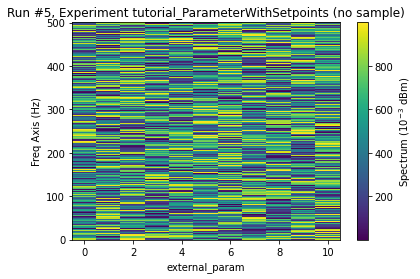 Run #5, Experiment tutorial_ParameterWithSetpoints (no sample)
500
400
300
200
100
0
Freq Axis (Hz)
0 2 4 6 8 10
external_param
800
600
400
200
Spectrum (10⁻³ dBm)